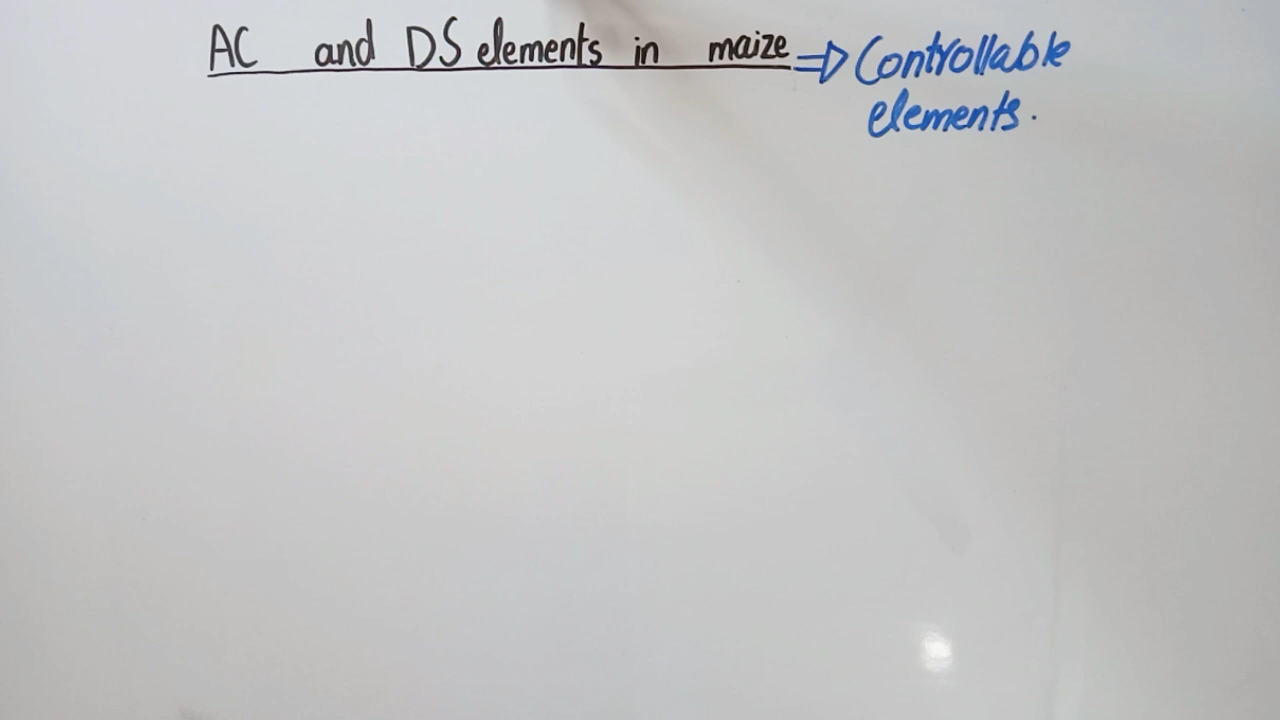 AC and DS elements in maize ⇒ Controllable
elements.